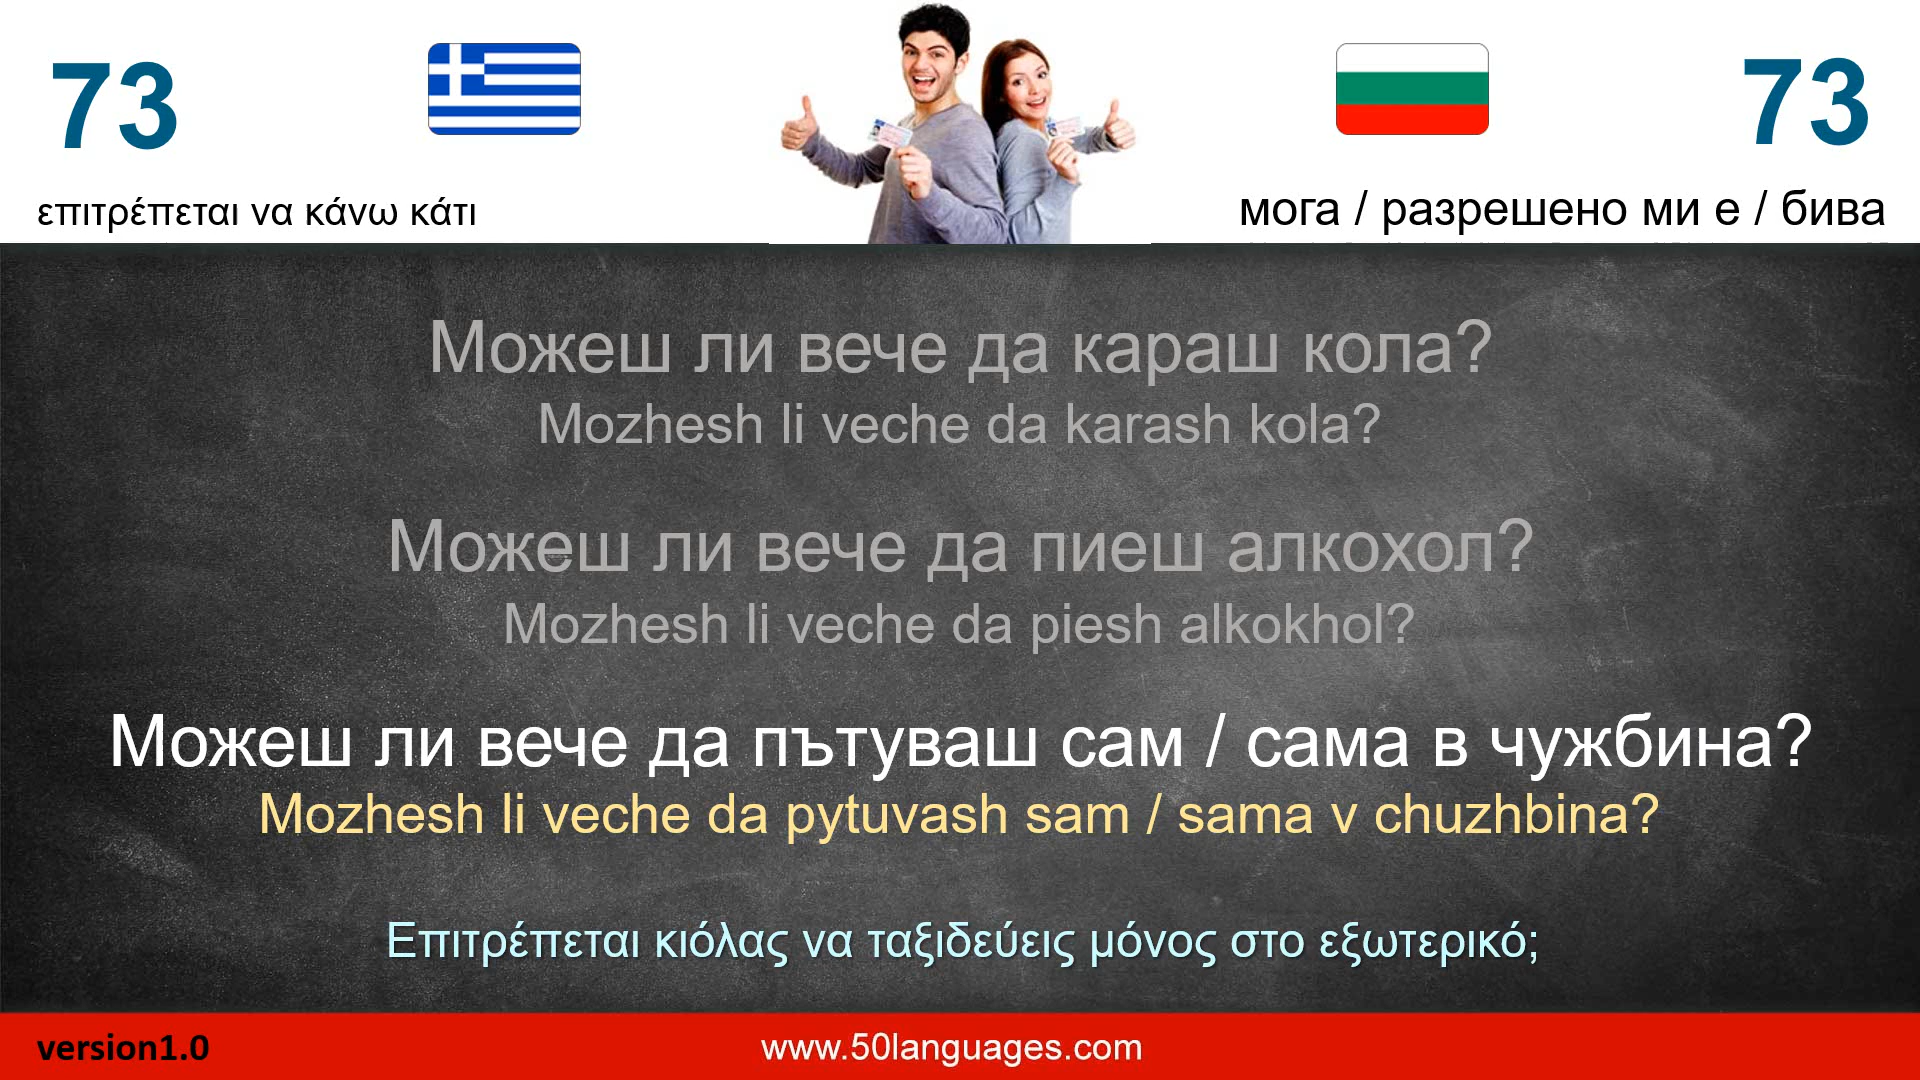 73
73
επιτρέπεται να κάνω κάτι
мога / разрешено ми е / бива
Можеш ли вече да караш кола?
Mozhesh li veche da karash kola?
Можеш ли вече да пиеш алкохол?
Mozhesh li veche da piesh alkokhol?
Можеш ли вече да пътуваш сам / сама в чужбина?
Mozhesh li veche da pytuvash sam / sama v chuzhbina?
Επιτρέπεται κιόλας να ταξιδεύεις μόνος στο εξωτερικό;
version1.0
www.50languages.com